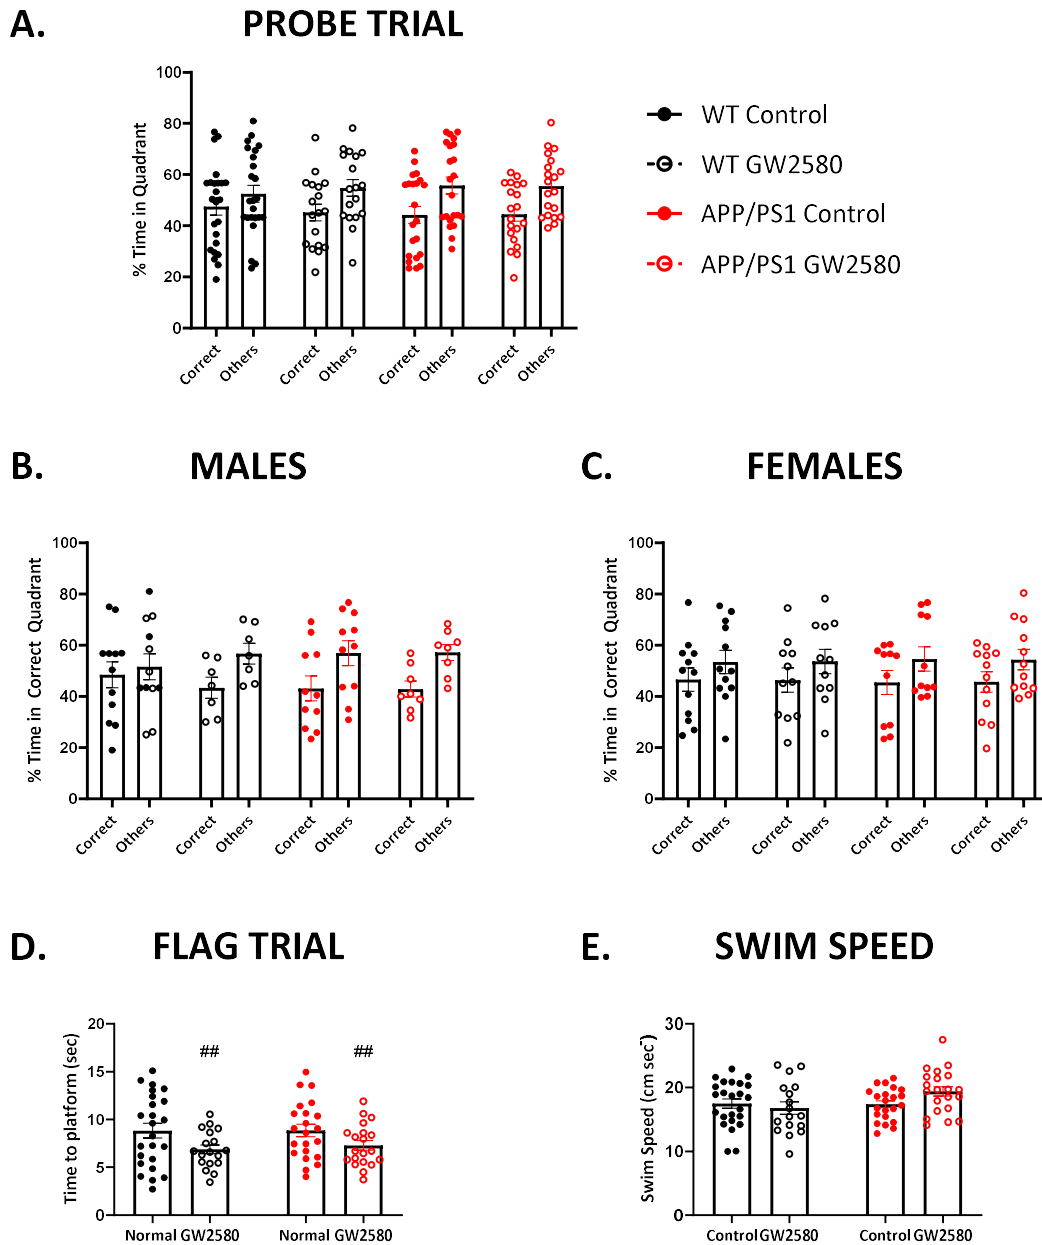 A. PROBE TRIAL
% Time in Quadrant
100
80
60
40
20
0
Correct Others Correct Others Correct Others Correct Others
WT Control
WT GW2580
APP/PS1 Control
APP/PS1 GW2580
B. MALES
% Time in Correct Quadrant
100
80
60
40
20
0
Correct Others Correct Others Correct Others Correct Others
C. FEMALES
% Time in Correct Quadrant
100
80
60
40
20
0
Correct Others Correct Others Correct Others Correct Others
D. FLAG TRIAL
Time to platform (sec)
20
15
10
5
0
## ##
Normal GW2580 Normal GW2580
E. SWIM SPEED
Swim Speed (cm sec⁻)
30
20
10
0
Control GW2580 Control GW2580